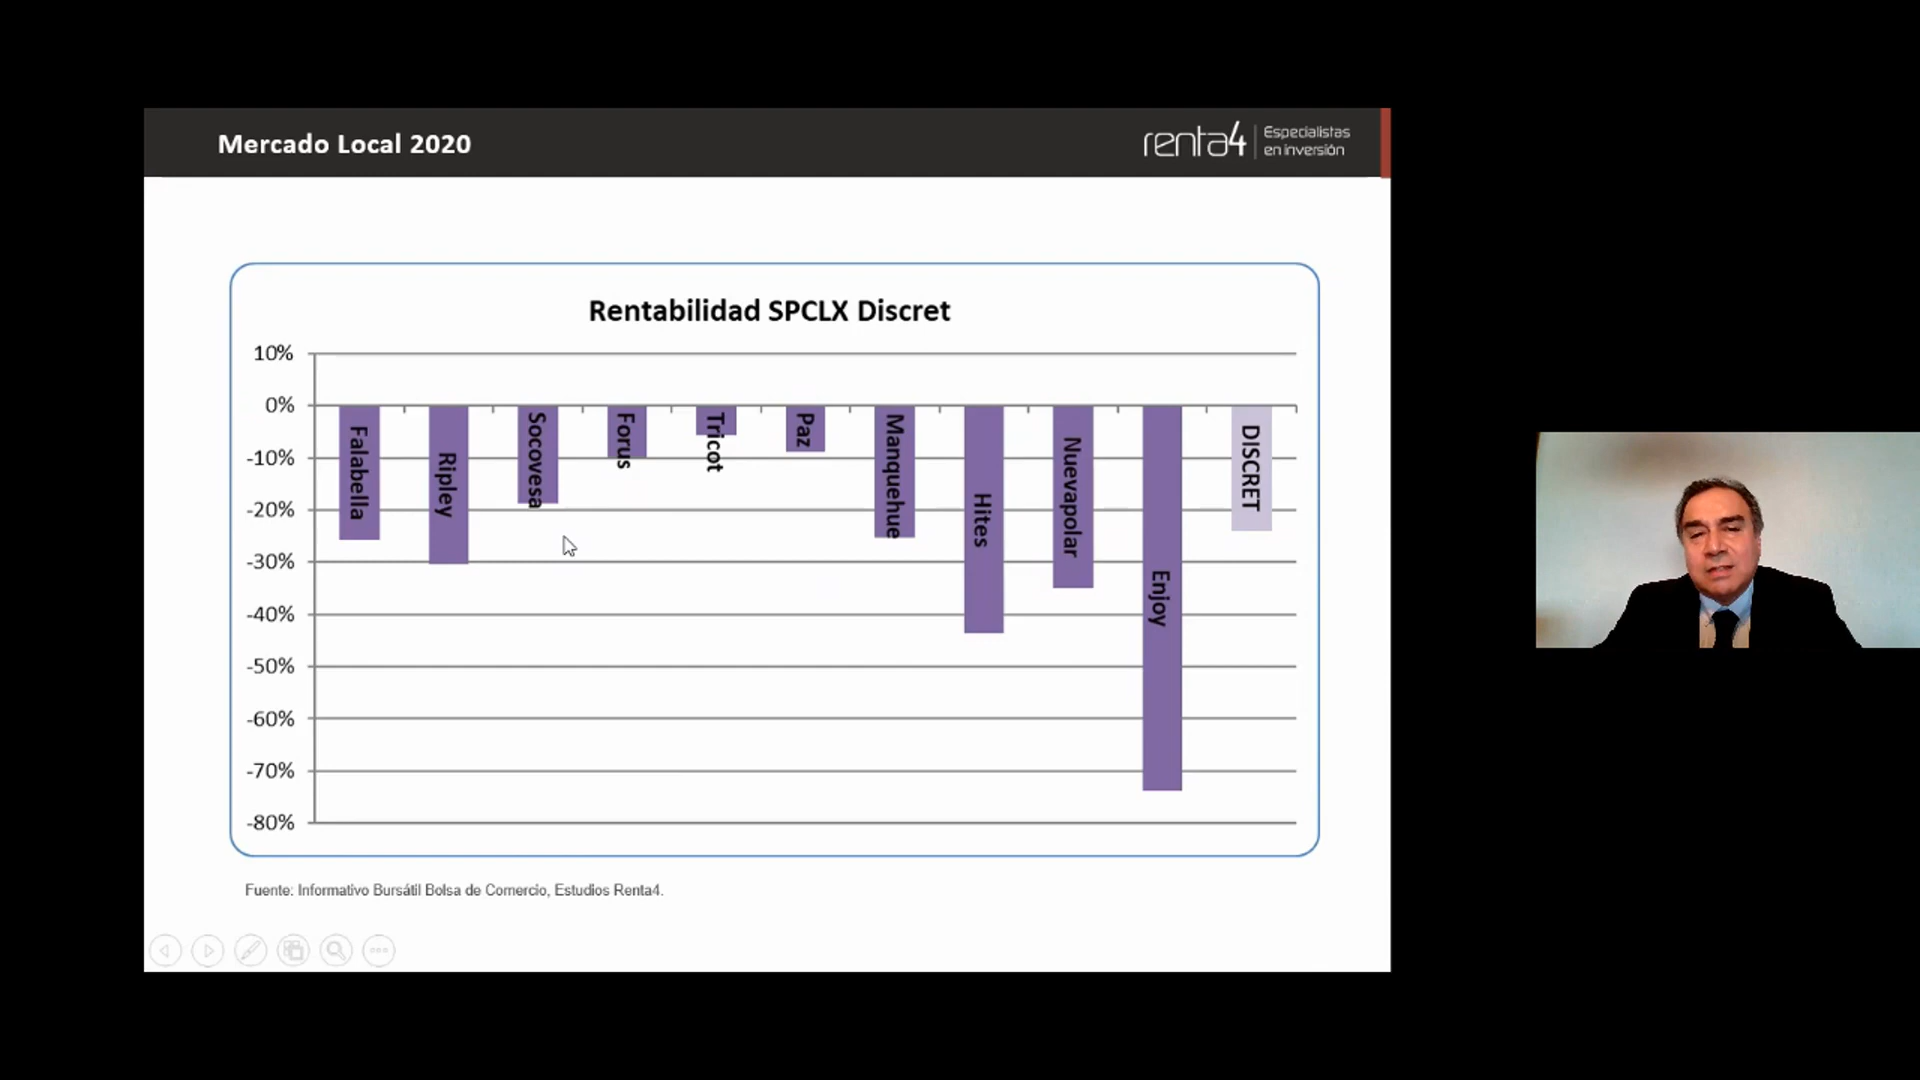 Mercado Local 2020
renta4
Especialistas
en inversión
Rentabilidad SPCLX Discret
10%
0%
-10%
-20%
-30%
-40%
-50%
-60%
-70%
-80%
Falabella
Ripley
Socovesa
Forus
Tricot
Paz
Manquehue
Hites
Nuevapolar
Enjoy
DISCRET
Fuente: Informativo Bursátil Bolsa de Comercio, Estudios Renta4.